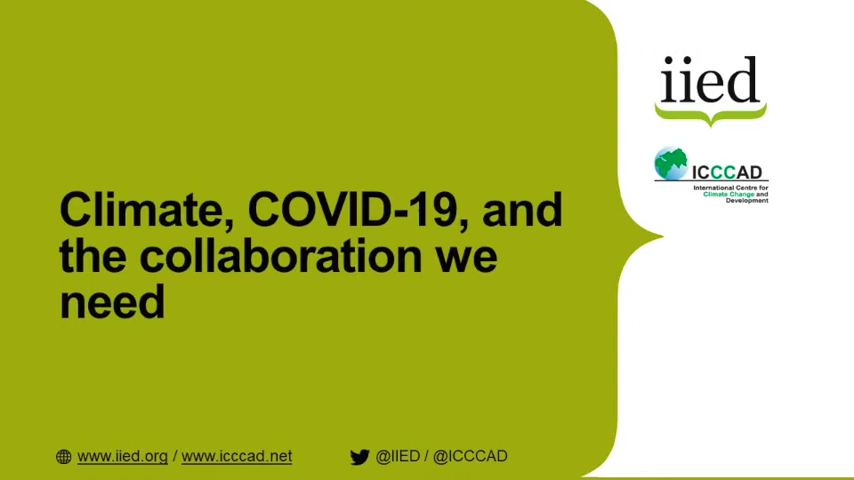 iied
ICCCAD
International Centre for
Climate Change and
Development
Climate, COVID-19, and
the collaboration we
need
www.iied.org / www.icccad.net
@IIED / @ICCCAD